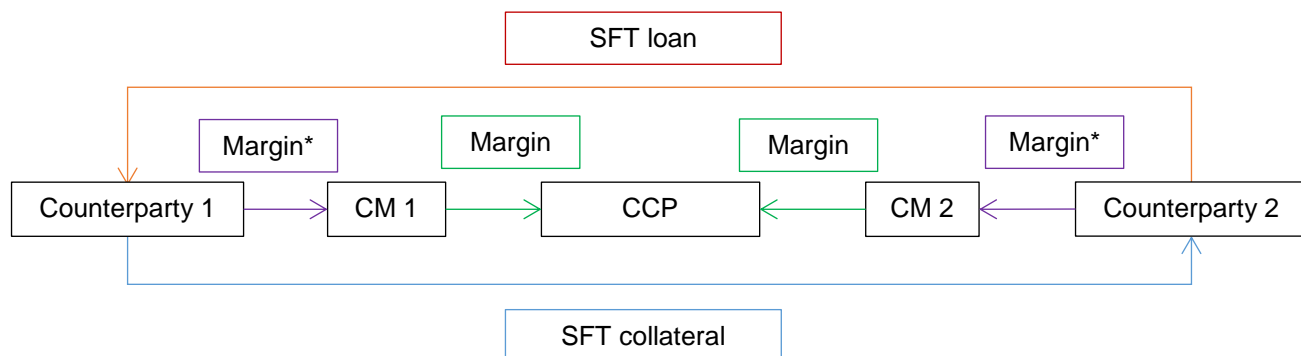 SFT loan
Margin*
Margin
Margin
Margin*
Counterparty 1
CM 1
CCP
CM 2
Counterparty 2
SFT collateral